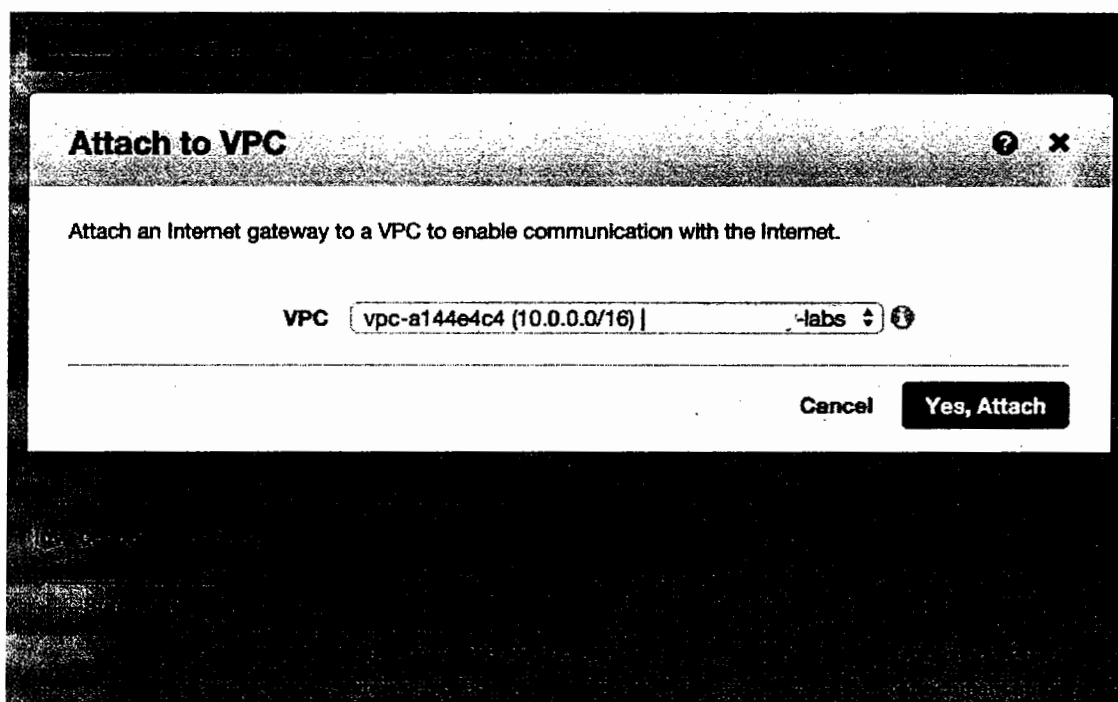 Attach to VPC
Attach an Internet gateway to a VPC to enable communication with the Internet.
VPC vpc-a144e4c4 (10.0.0.0/16) | -labs
Cancel Yes, Attach